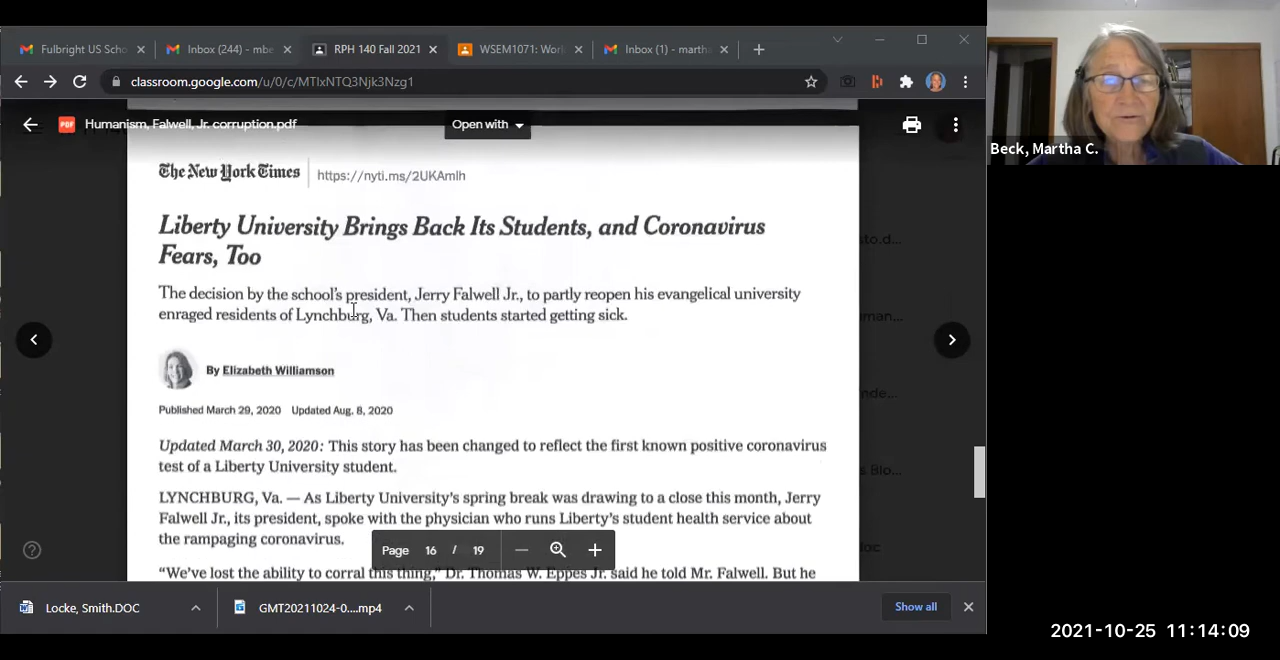 Fulbright US Scho
Inbox (244) - mbe
RPH 140 Fall 2021
WSEM1071: Worl
Inbox (1) - martha
classroom.google.com/u/0/c/MTIxNTQ3Njk3Nzg1
PDF
Humanism, Falwell, Jr. corruption.pdf
Open with
The New York Times
https://nyti.ms/2UKAmlh
Liberty University Brings Back Its Students, and Coronavirus
Fears, Too
The decision by the school's president, Jerry Falwell Jr., to partly reopen his evangelical university
enraged residents of Lynchburg, Va. Then students started getting sick.
By Elizabeth Williamson
Published March 29, 2020 Updated Aug. 8, 2020
Updated March 30, 2020: This story has been changed to reflect the first known positive coronavirus
test of a Liberty University student.
LYNCHBURG, Va. — As Liberty University's spring break was drawing to a close this month, Jerry
Falwell Jr., its president, spoke with the physician who runs Liberty's student health service about
the rampaging coronavirus.
"We've lost the ability to corral this thing," Dr. Thomas W. Eppes Jr. said he told Mr. Falwell. But he
Page 16 / 19
to d...
Locke, Smith.DOC
GMT20211024-0....mp4
Show all
Beck, Martha C.
2021-10-25 11:14:09